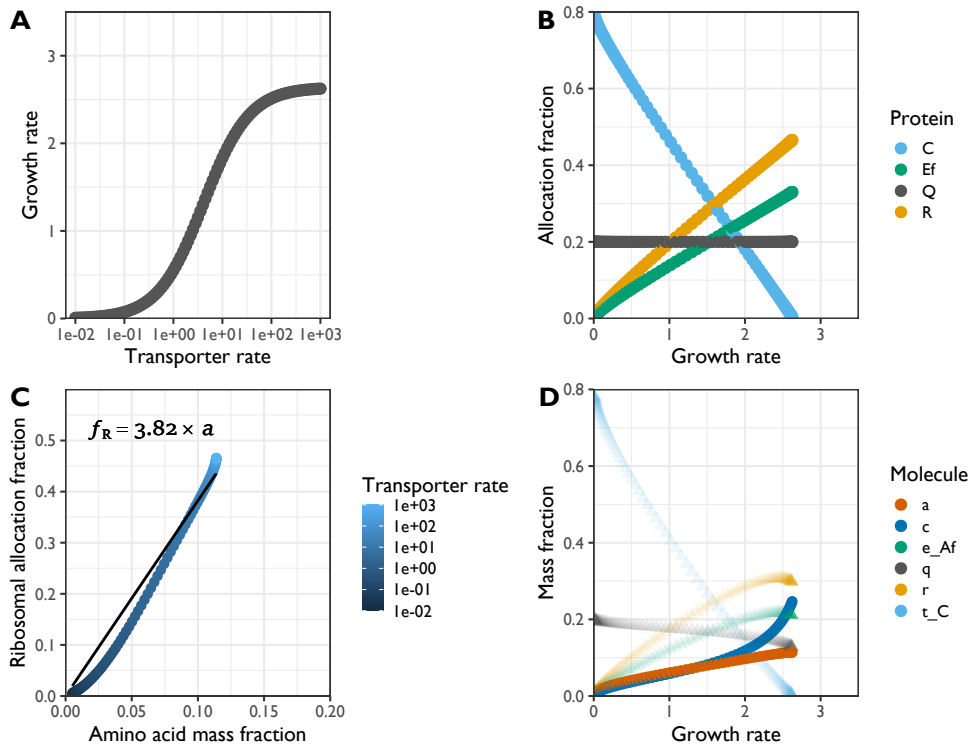 A
Growth rate
3
2
1
0
1e-02 1e-01 1e+00 1e+01 1e+02 1e+03
Transporter rate
B
Allocation fraction
0.8
0.6
0.4
0.2
0.0
0 1 2 3
Growth rate
Protein
C
Ef
Q
R
C
Ribosomal allocation fraction
0.5
0.4
0.3
0.2
0.1
0.0
0.00 0.05 0.10 0.15 0.20
Amino acid mass fraction
f_R = 3.82 × a
Transporter rate
1e+03
1e+02
1e+01
1e+00
1e-01
1e-02
D
Mass fraction
0.8
0.6
0.4
0.2
0.0
0 1 2 3
Growth rate
Molecule
a
c
e_Af
q
r
t_C